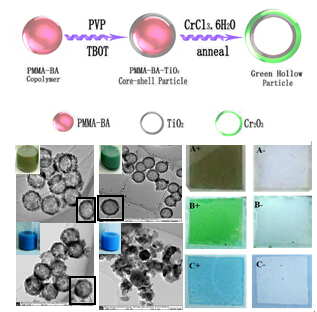 PVP
TBOT
CrCl₃.6H₂O
anneal
PMMA-BA
Copolymer
PMMA-BA-TiO₂
Core-shell Particle
Green Hollow
Particle
PMMA-BA
TiO₂
Cr₂O₃
A+
A-
B+
B-
C+
C-